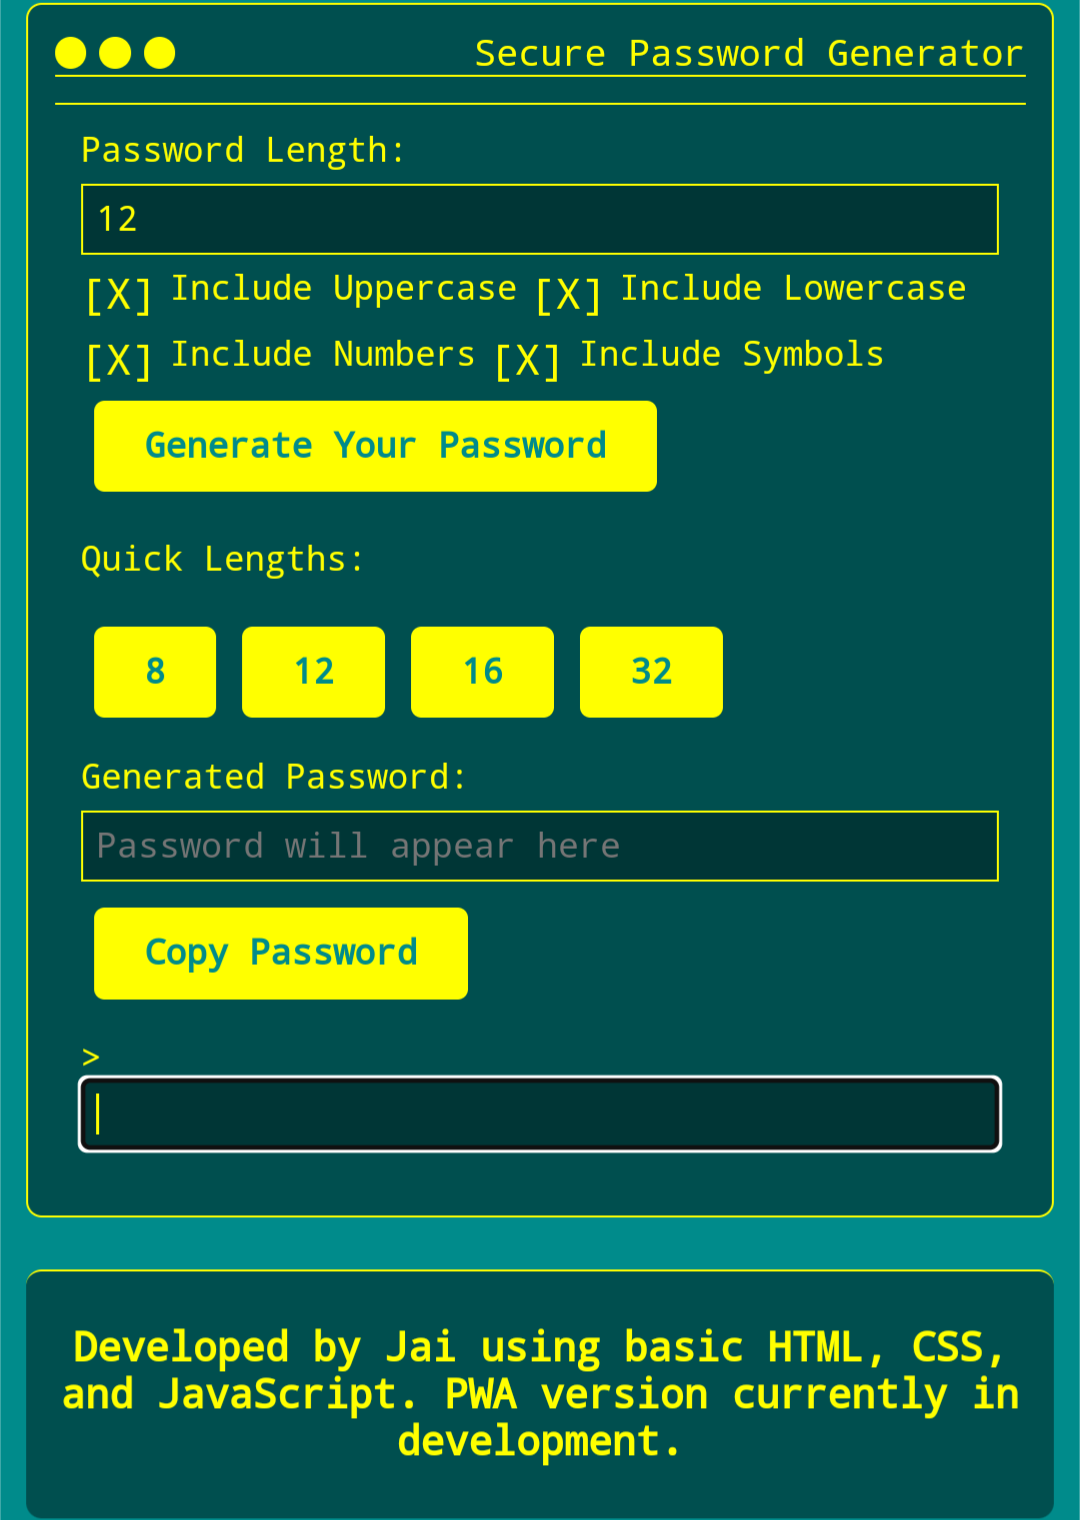 Secure Password Generator
Password Length:
12
[X] Include Uppercase [X] Include Lowercase
[X] Include Numbers [X] Include Symbols
Generate Your Password
Quick Lengths:
8 12 16 32
Generated Password:
Password will appear here
Copy Password
>
Developed by Jai using basic HTML, CSS,
and JavaScript. PWA version currently in
development.